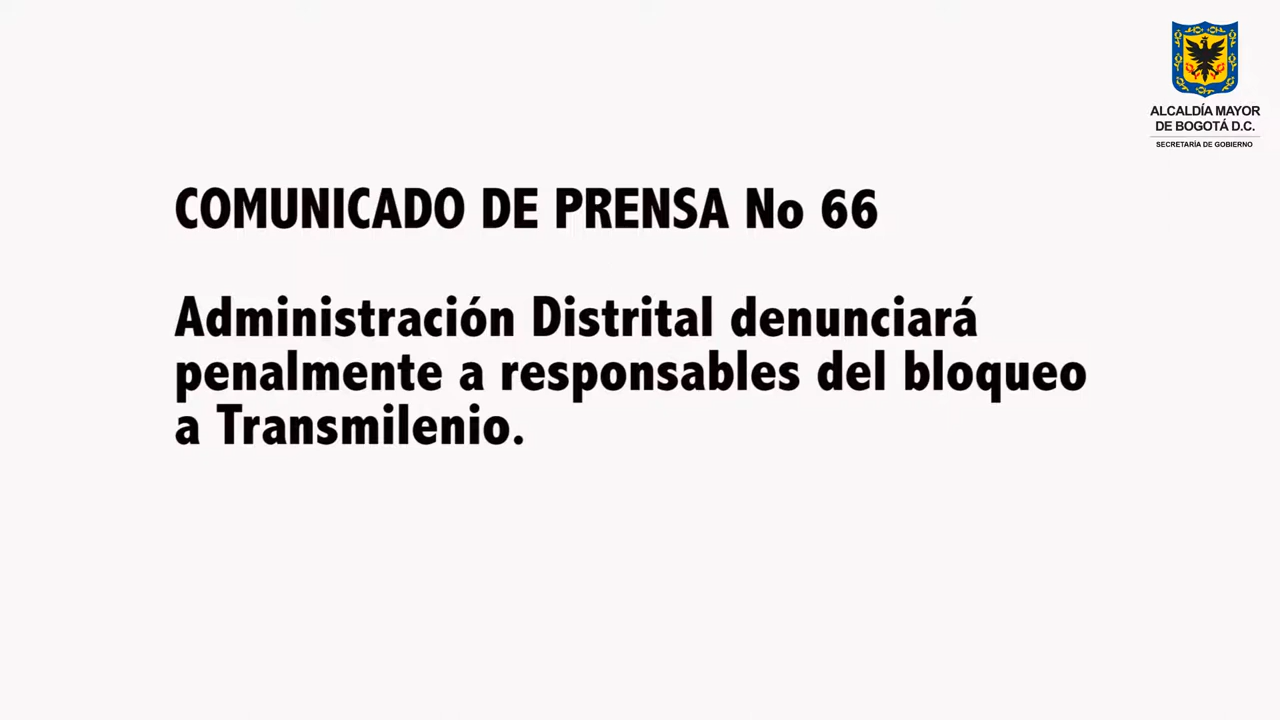 ALCALDÍA MAYOR
DE BOGOTÁ D.C.
SECRETARÍA DE GOBIERNO
COMUNICADO DE PRENSA No 66
Administración Distrital denunciará
penalmente a responsables del bloqueo
a Transmilenio.